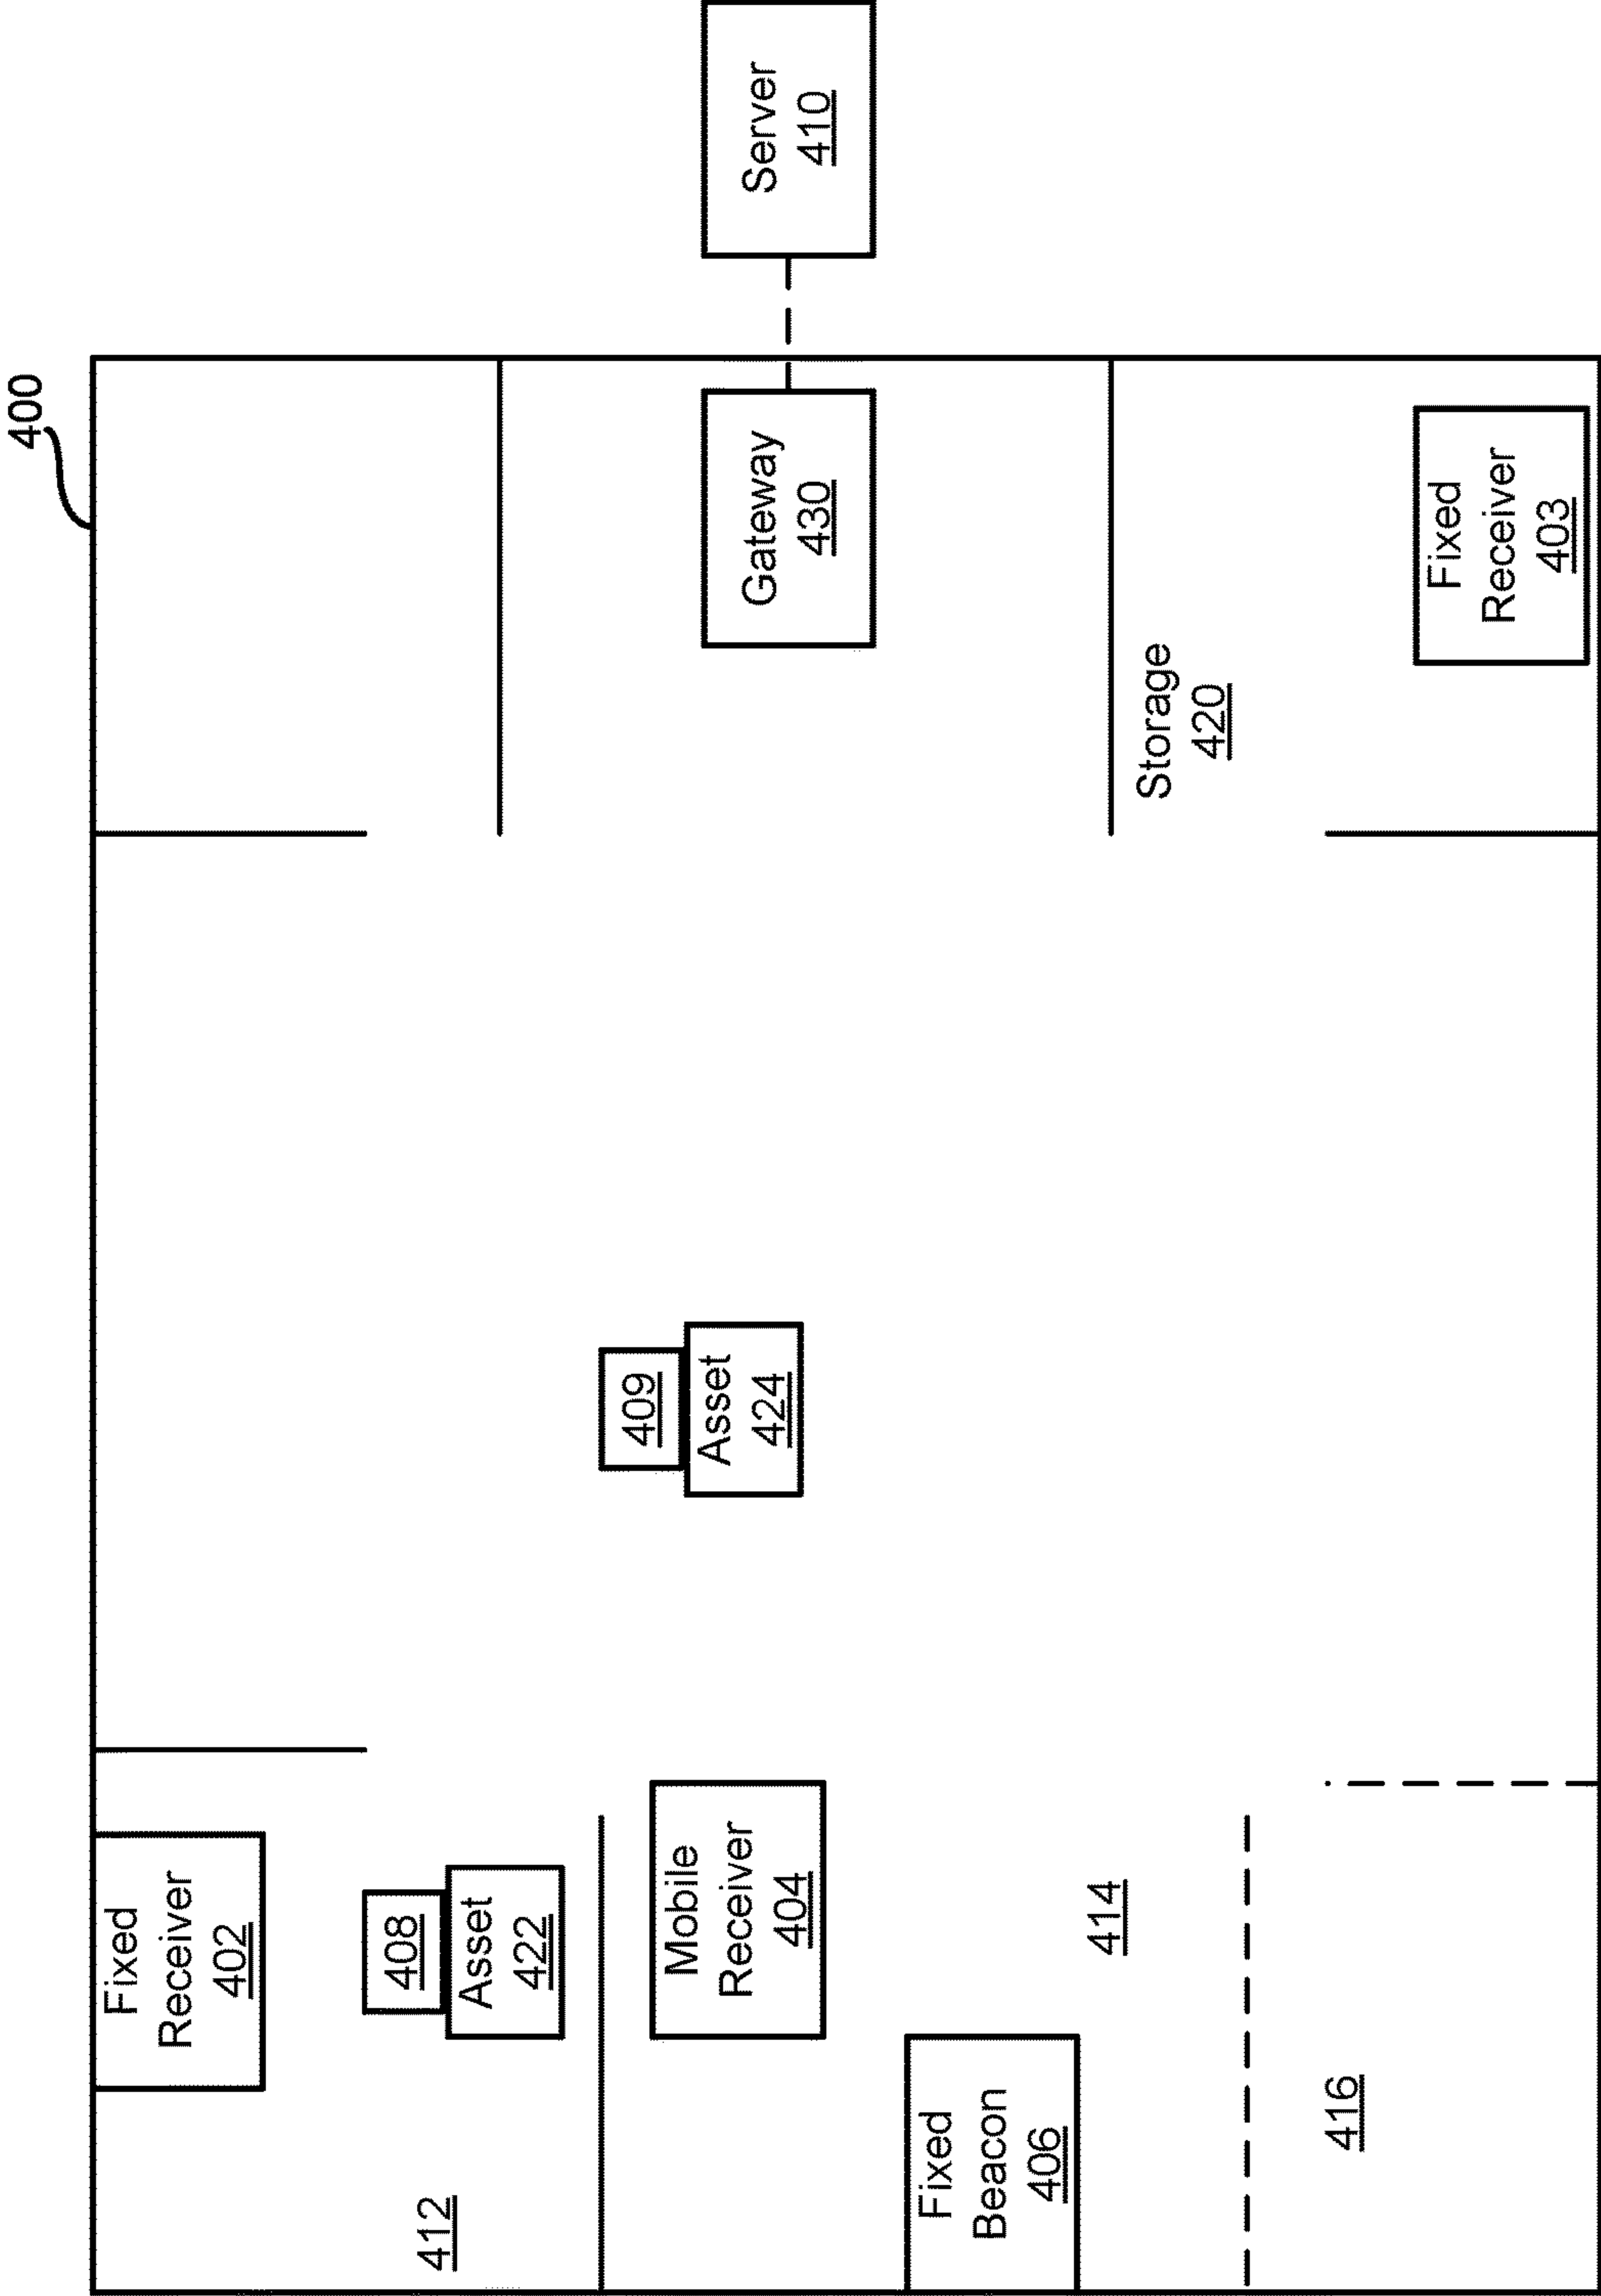 400
Fixed
Receiver
402
408
412
Asset
422
409
Asset
424
Mobile
Receiver
404
Gateway
430
Server
410
Fixed
Beacon
406
414
Storage
420
416
Fixed
Receiver
403